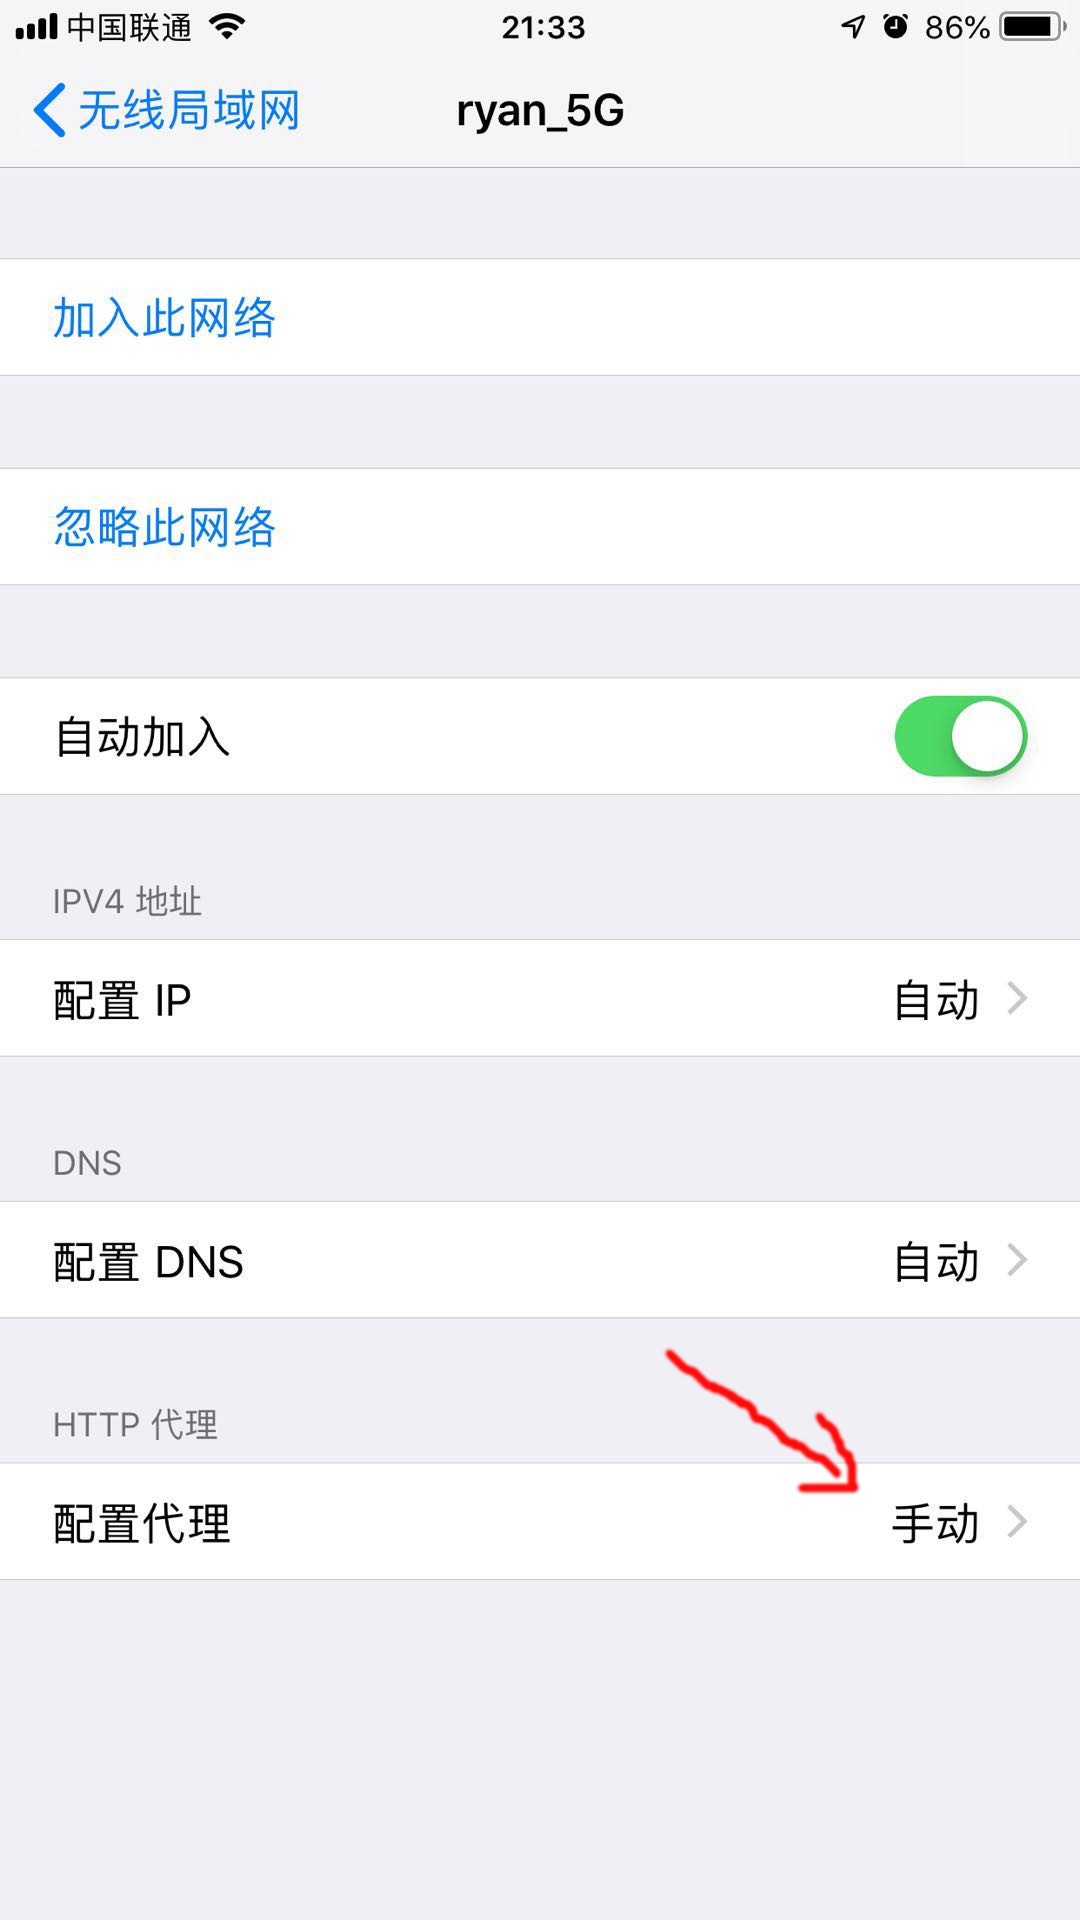 中国联通 21:33 86%
无线局域网 ryan_5G
加入此网络
忽略此网络
自动加入
IPV4 地址
配置 IP 自动
DNS
配置 DNS 自动
HTTP 代理
配置代理 手动